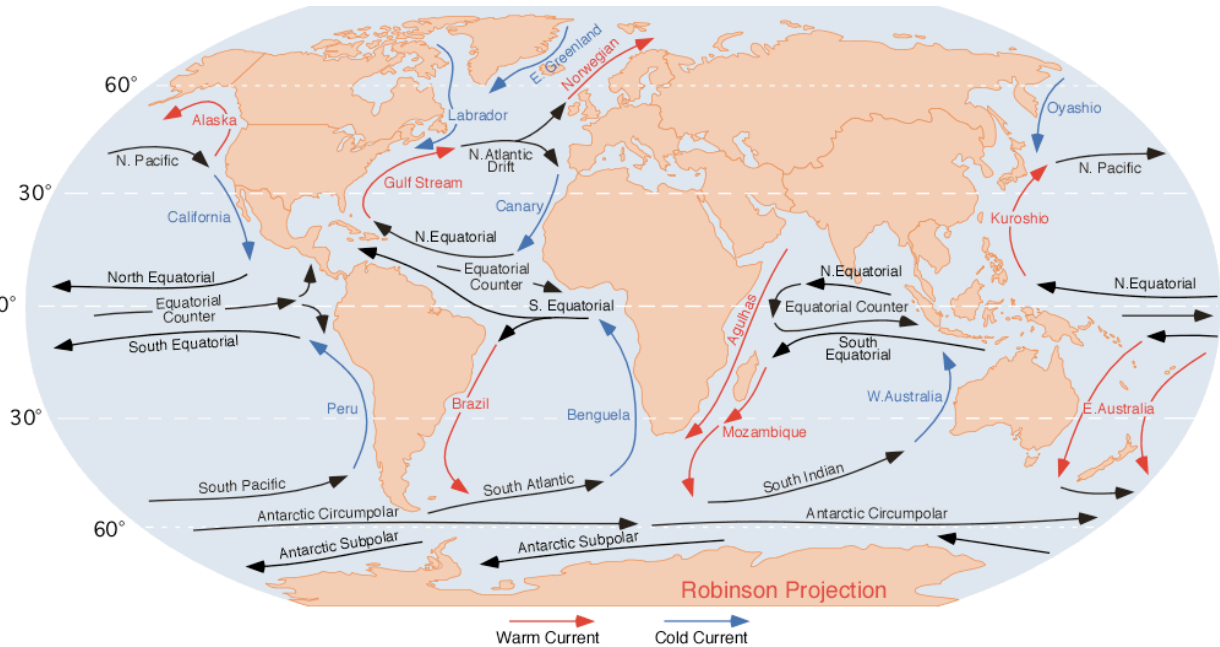 60°
30°
0°
30°
60°
Alaska
N. Pacific
California
North Equatorial
Equatorial
Counter
South Equatorial
Peru
South Pacific
Antarctic Circumpolar
Antarctic Subpolar
Labrador
E. Greenland
Norwegian
N.Atlantic
Drift
Gulf Stream
Canary
N.Equatorial
Equatorial
Counter
S. Equatorial
Brazil
Benguela
South Atlantic
Antarctic Subpolar
Agulhas
Mozambique
N.Equatorial
Equatorial Counter
South
Equatorial
W.Australia
South Indian
Antarctic Circumpolar
Oyashio
N. Pacific
Kuroshio
N.Equatorial
E.Australia
Robinson Projection
Warm Current
Cold Current